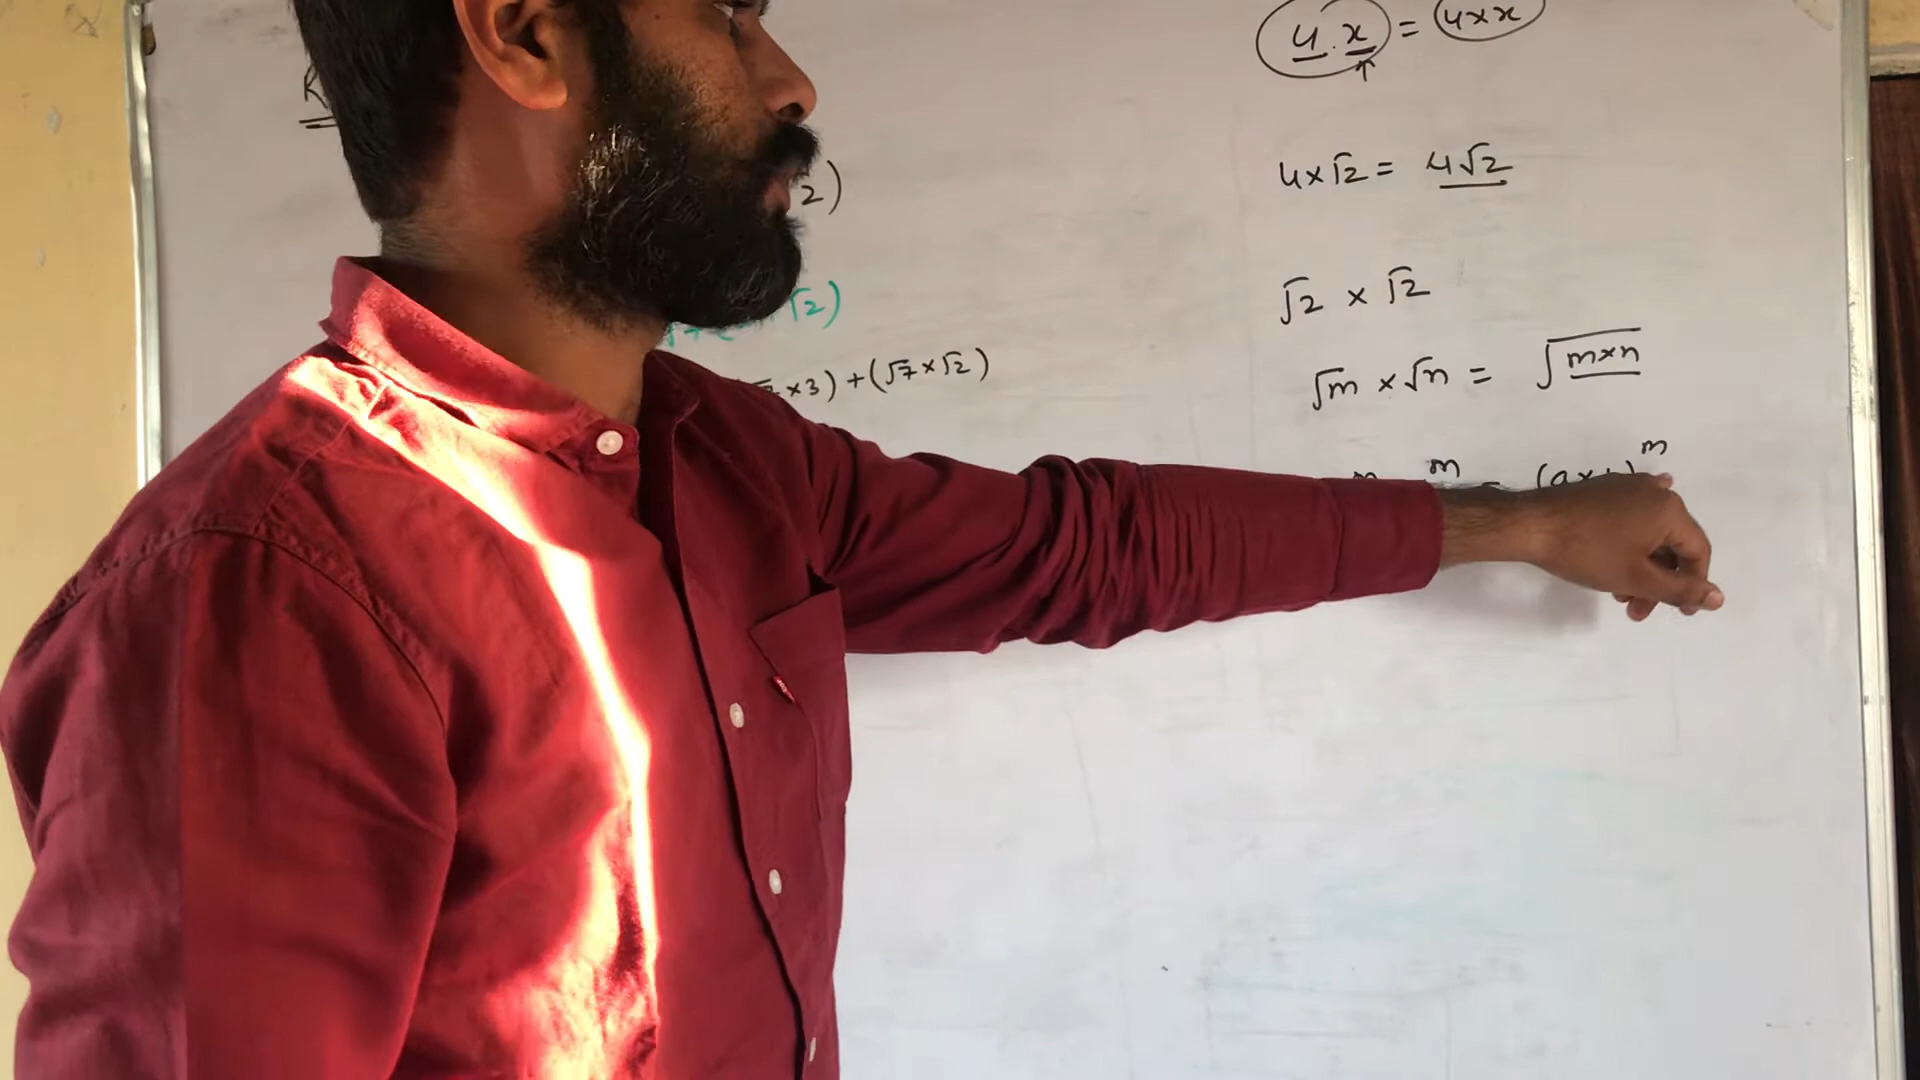 2)
√2)
×3) + (√7 × √2)
4.x = 4×x
4×√2 = 4√2
√2 × √2
√m × √n = √m×n
m m = (a× )^m